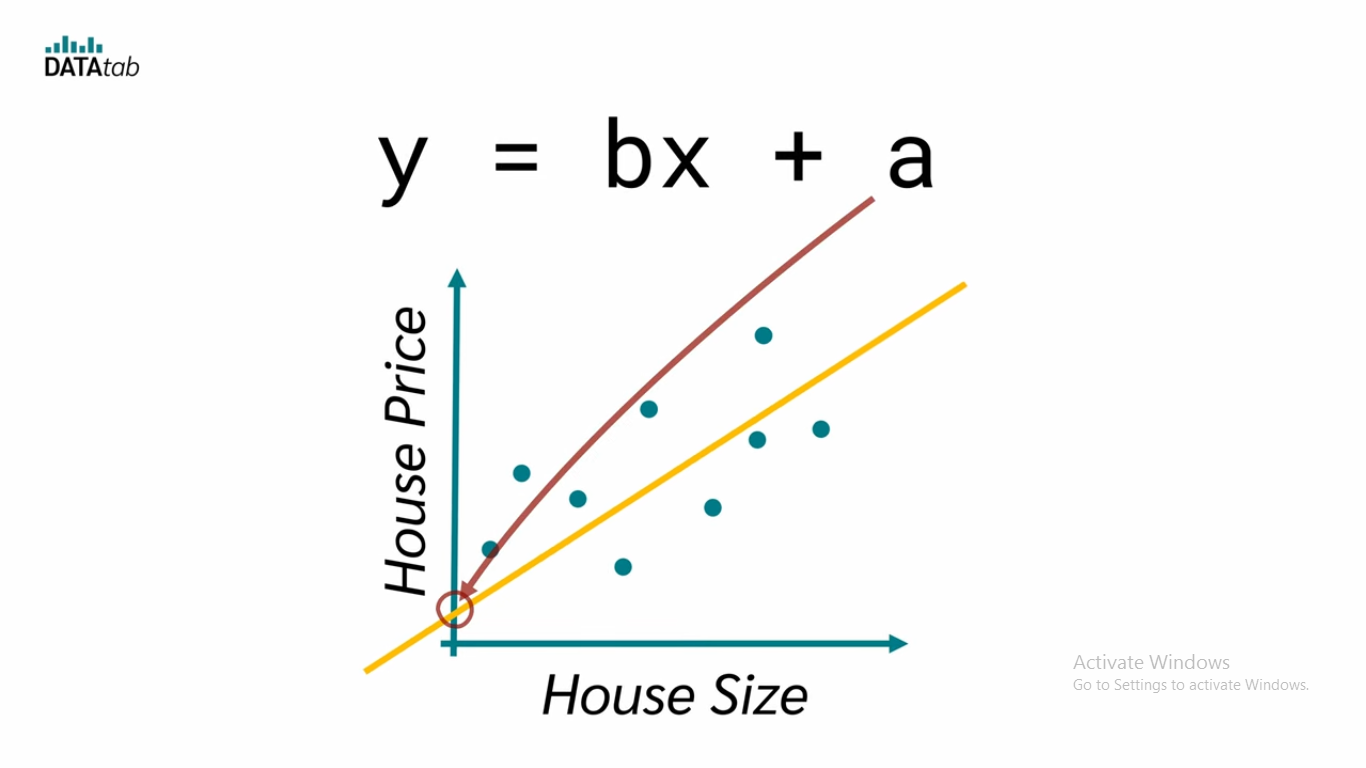 DATAtab
y = bx + a
House Price
House Size
Activate Windows
Go to Settings to activate Windows.